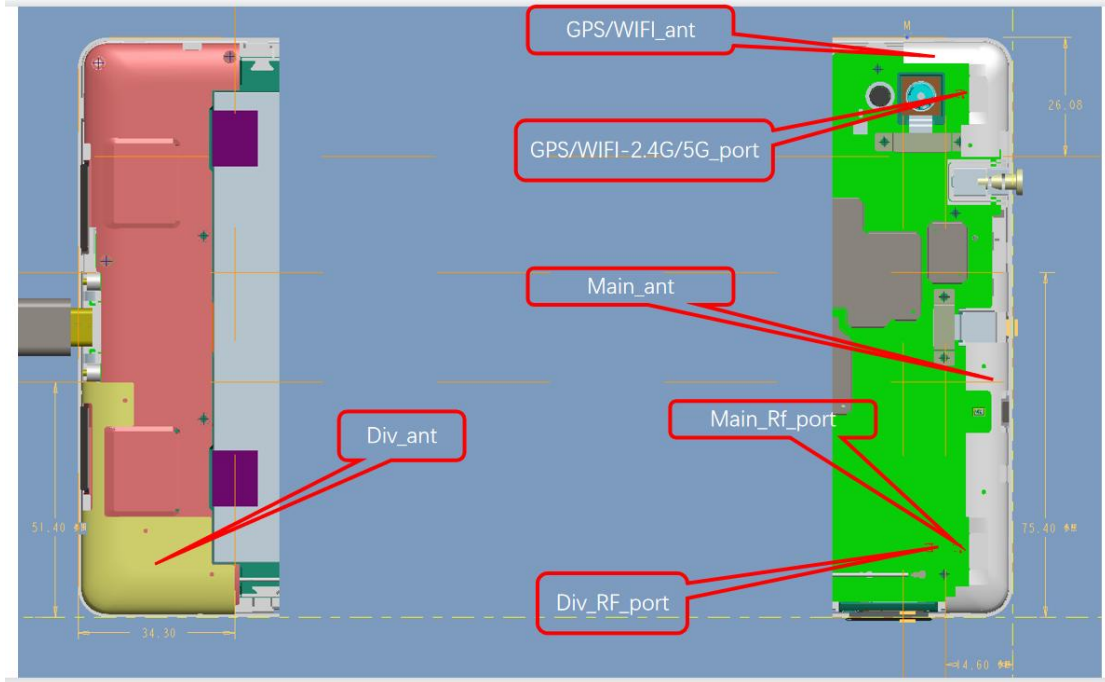 GPS/WIFI_ant
M
26.08
GPS/WIFI-2.4G/5G_port
Main_ant
Main_Rf_port
Div_ant
51.40
75.40
Div_RF_port
34.30
14.60